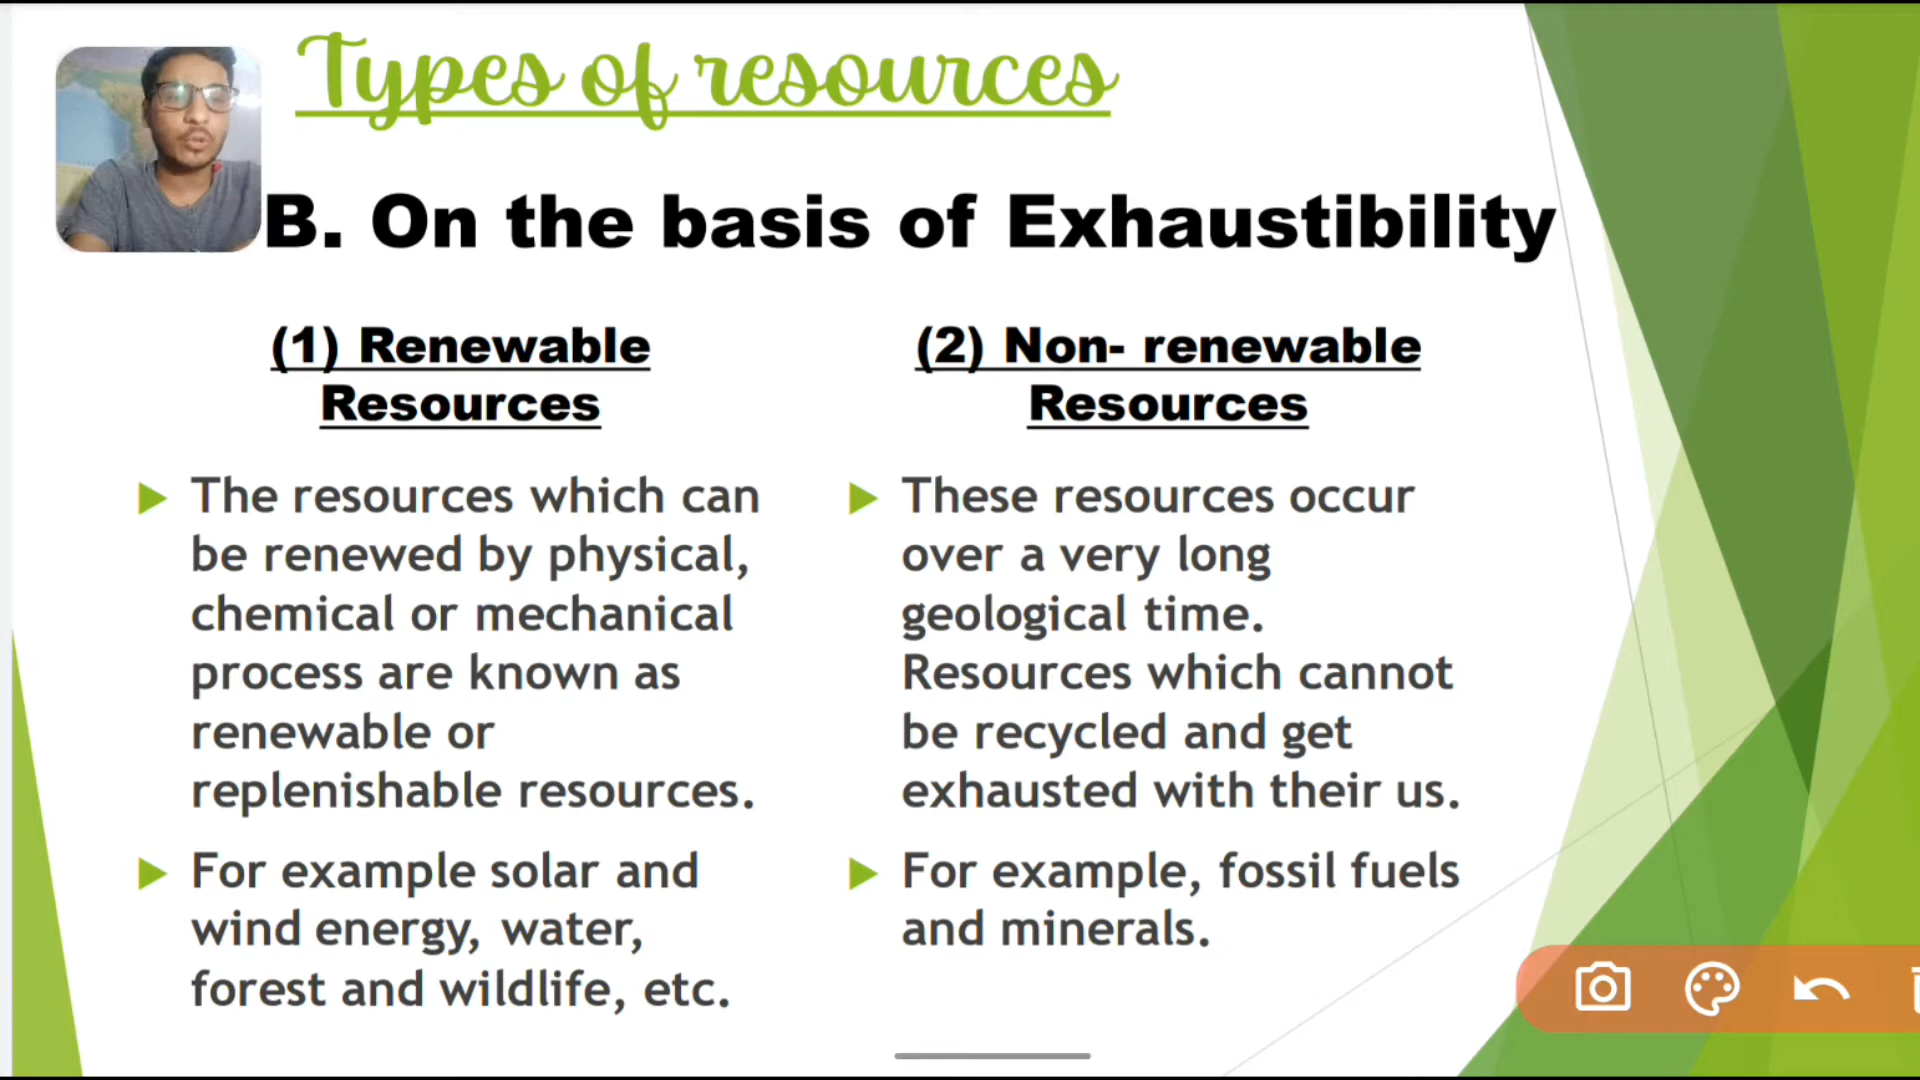 Types of resources
B. On the basis of Exhaustibility
(1) Renewable
Resources
The resources which can
be renewed by physical,
chemical or mechanical
process are known as
renewable or
replenishable resources.
For example solar and
wind energy, water,
forest and wildlife, etc.
(2) Non- renewable
Resources
These resources occur
over a very long
geological time.
Resources which cannot
be recycled and get
exhausted with their us.
For example, fossil fuels
and minerals.